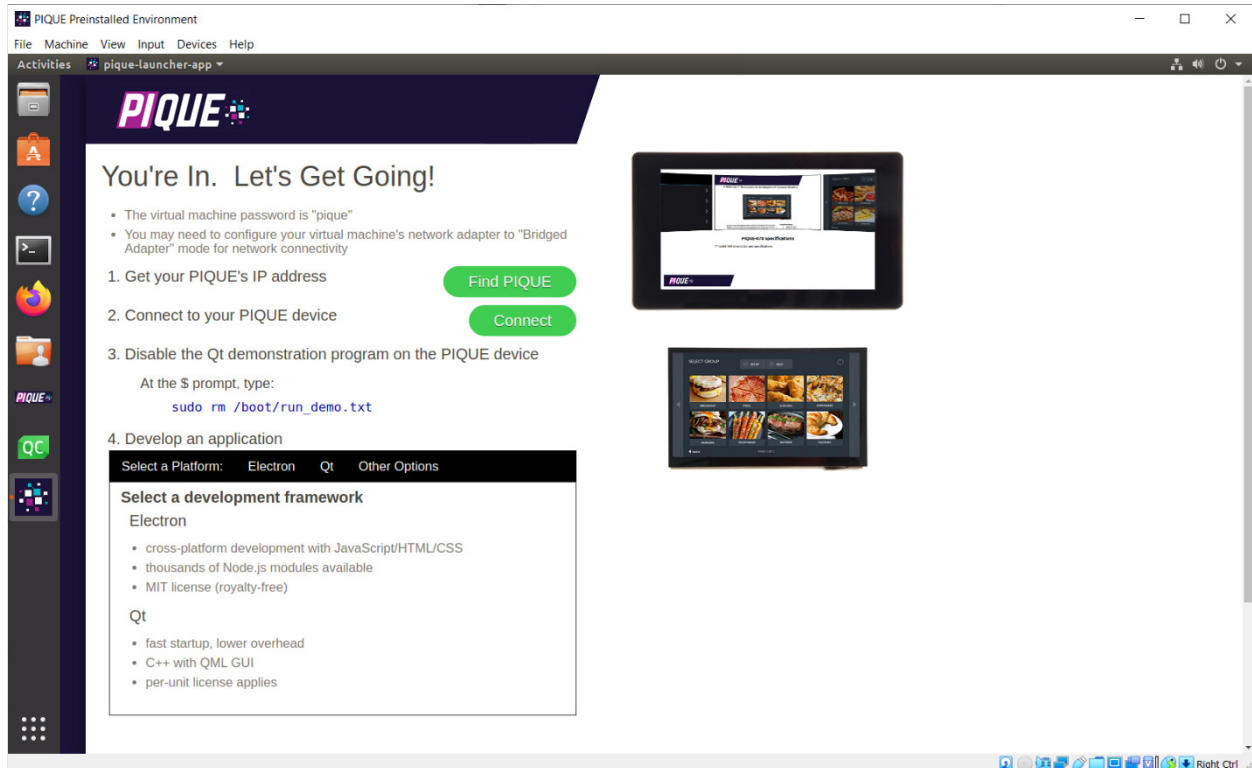 PIQUE Preinstalled Environment
File Machine View Input Devices Help
Activities pique-launcher-app
PIQUE
You're In. Let's Get Going!
The virtual machine password is "pique"
You may need to configure your virtual machine's network adapter to "Bridged
Adapter" mode for network connectivity
1. Get your PIQUE's IP address
Find PIQUE
2. Connect to your PIQUE device
Connect
3. Disable the Qt demonstration program on the PIQUE device
At the $ prompt, type:
sudo rm /boot/run_demo.txt
4. Develop an application
Select a Platform: Electron Qt Other Options
Select a development framework
Electron
cross-platform development with JavaScript/HTML/CSS
thousands of Node.js modules available
MIT license (royalty-free)
Qt
fast startup, lower overhead
C++ with QML GUI
per-unit license applies
PIQUE
QC
PIQUE
PIQUE
SELECT GROUP
Right Ctrl